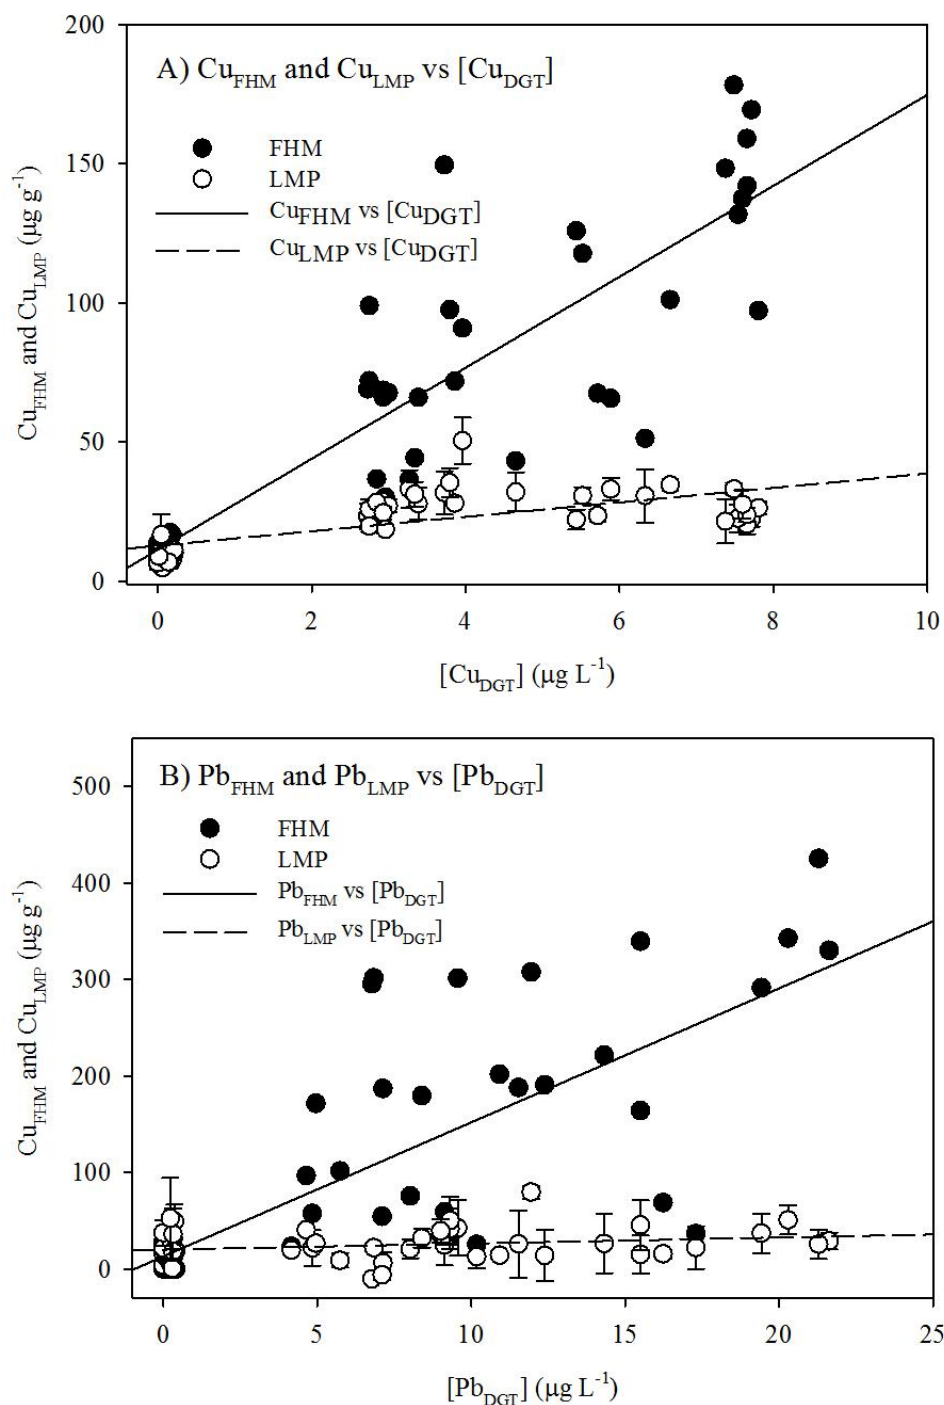 A) Cu_FHM and Cu_LMP vs [Cu_DGT]
FHM
LMP
Cu_FHM vs [Cu_DGT]
Cu_LMP vs [Cu_DGT]
Cu_FHM and Cu_LMP (μg g⁻¹)
200
150
100
50
0
0 2 4 6 8 10
[Cu_DGT] (μg L⁻¹)
B) Pb_FHM and Pb_LMP vs [Pb_DGT]
FHM
LMP
Pb_FHM vs [Pb_DGT]
Pb_LMP vs [Pb_DGT]
Cu_FHM and Cu_LMP (μg g⁻¹)
500
400
300
200
100
0
0 5 10 15 20 25
[Pb_DGT] (μg L⁻¹)